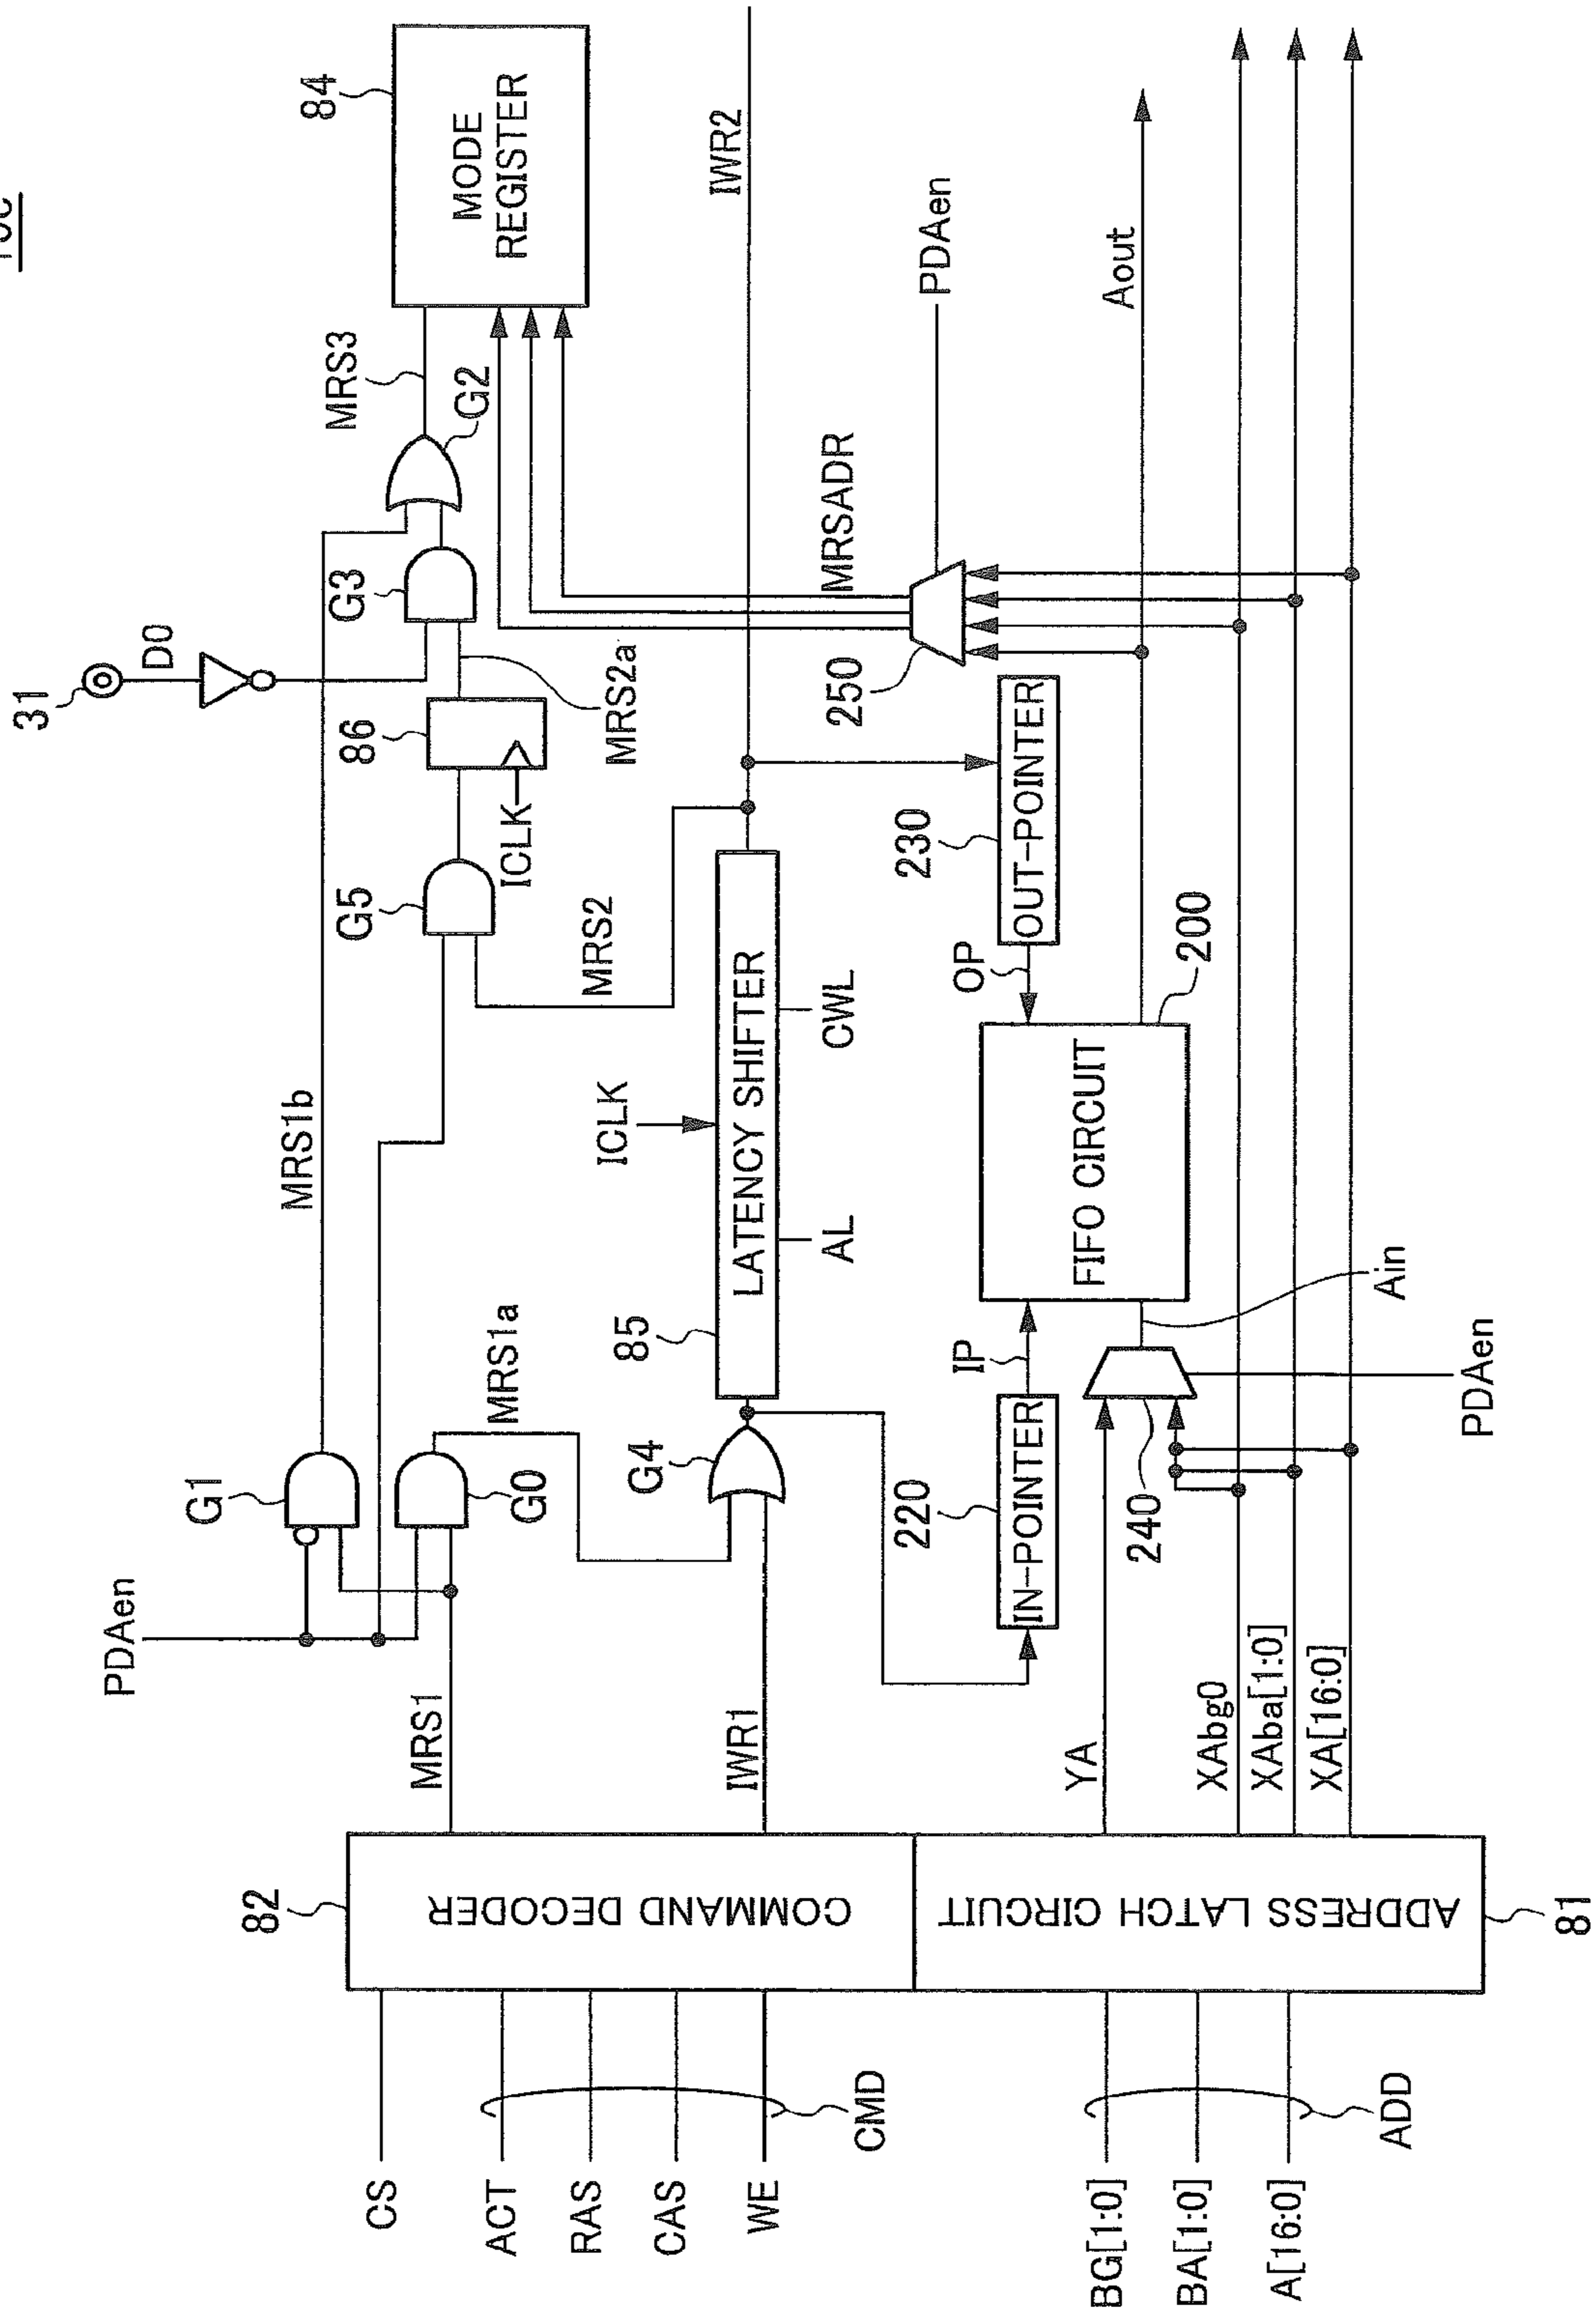 31
D0
PDAen
G1
MRS1b
G3
MRS3
84
MODE
REGISTER
82
CS
ACT
RAS
CAS
WE
CMD
COMMAND DECODER
MRS1
G0
MRS1a
G5
86
ICLK
MRS2a
G2
MRS2
IWR1
G4
85
ICLK
LATENCY SHIFTER
AL
CWL
IWR2
MRSADR
250
PDAen
220
IN-POINTER
IP
OP
230
OUT-POINTER
FIFO CIRCUIT
200
Aout
BG[1:0]
BA[1:0]
A[16:0]
ADD
ADDRESS LATCH CIRCUIT
81
YA
240
Ain
XAbg0
XAba[1:0]
XA[16:0]
PDAen